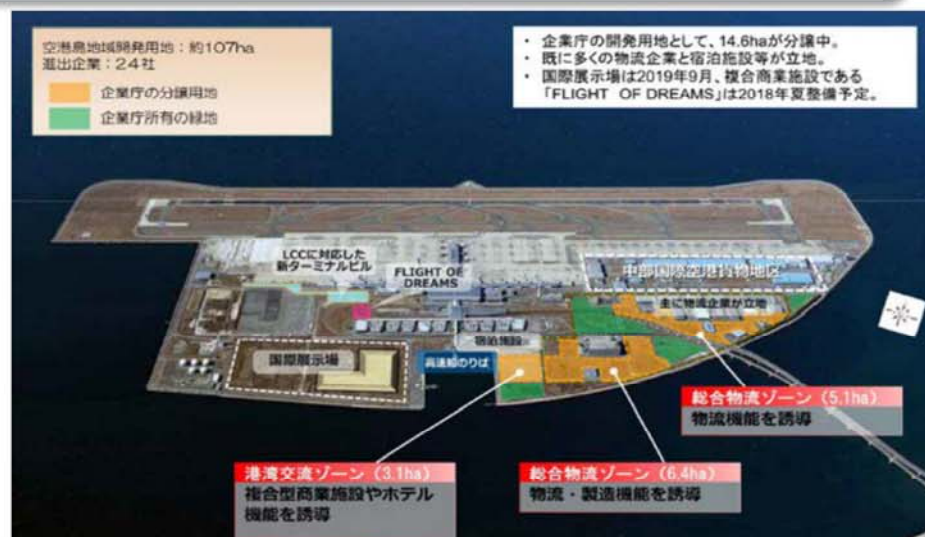 空港島地域開発用地：約107ha
進出企業：24社
企業庁の分譲用地
企業庁所有の緑地
・ 企業庁の開発用地として、14.6haが分譲中。
・ 既に多くの物流企業と宿泊施設等が立地。
・ 国際展示場は2019年9月、複合商業施設である
「FLIGHT OF DREAMS」は2018年夏整備予定。
LCCに対応した
新ターミナルビル
FLIGHT OF
DREAMS
中部国際空港貨物地区
主に物流企業が立地
宿泊施設
国際展示場
高速船のりば
総合物流ゾーン（5.1ha）
物流機能を誘導
港湾交流ゾーン（3.1ha）
複合型商業施設やホテル
機能を誘導
総合物流ゾーン（6.4ha）
物流・製造機能を誘導